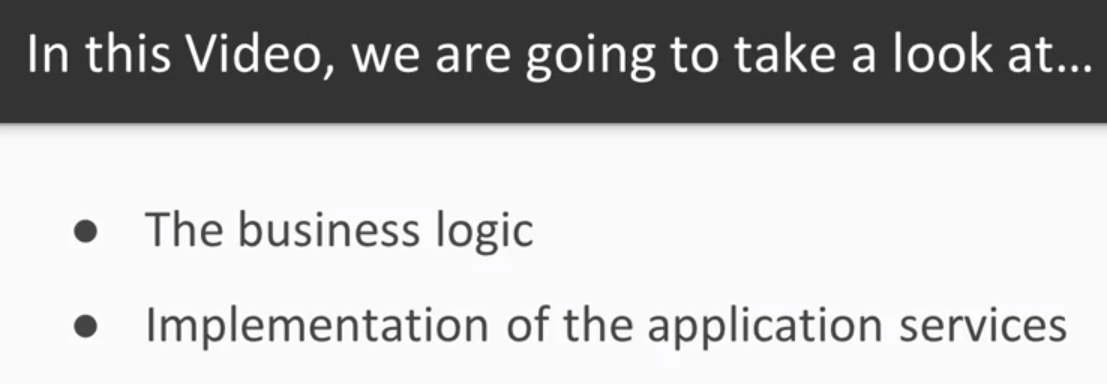 In this Video, we are going to take a look at...
● The business logic
● Implementation of the application services